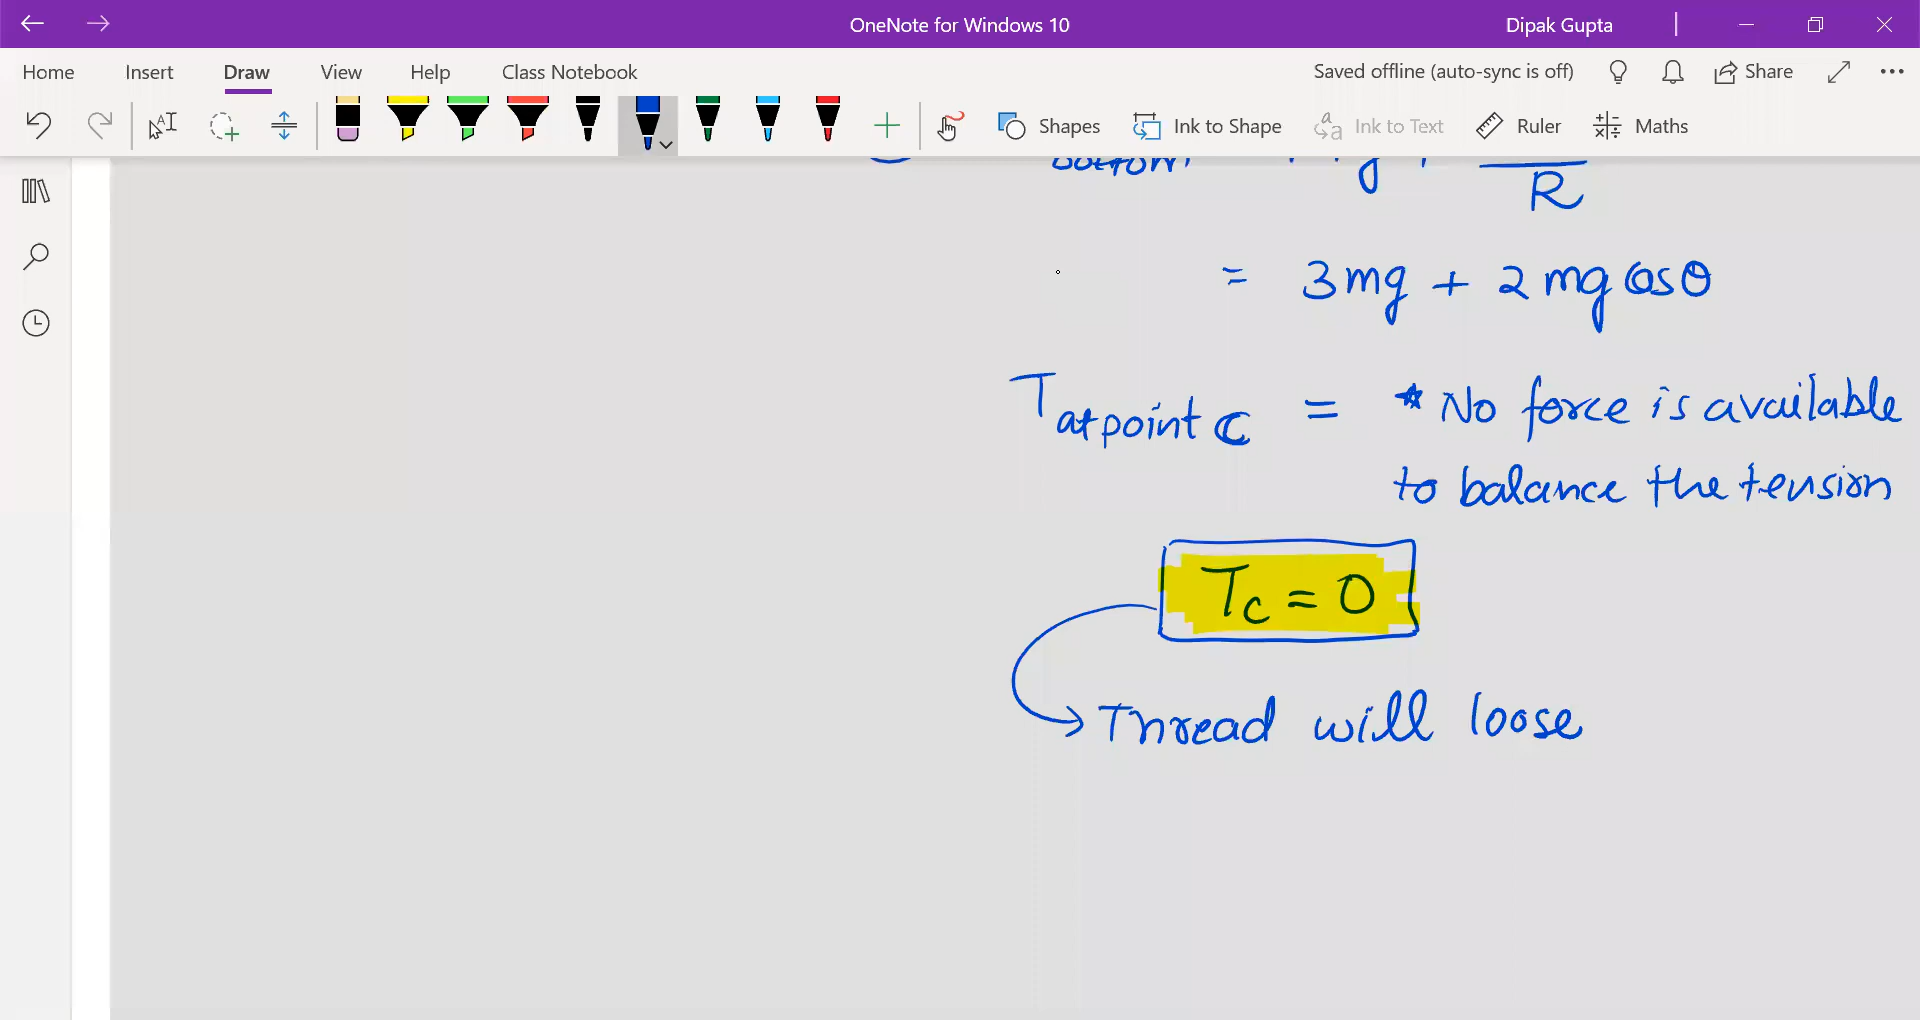 OneNote for Windows 10
Dipak Gupta
Home Insert Draw View Help Class Notebook
Saved offline (auto-sync is off) Share
Shapes Ink to Shape Ink to Text Ruler Maths
R
= 3mg + 2mg cosθ
T at point C = * No force is available
to balance the tension
Tc = 0
Thread will loose